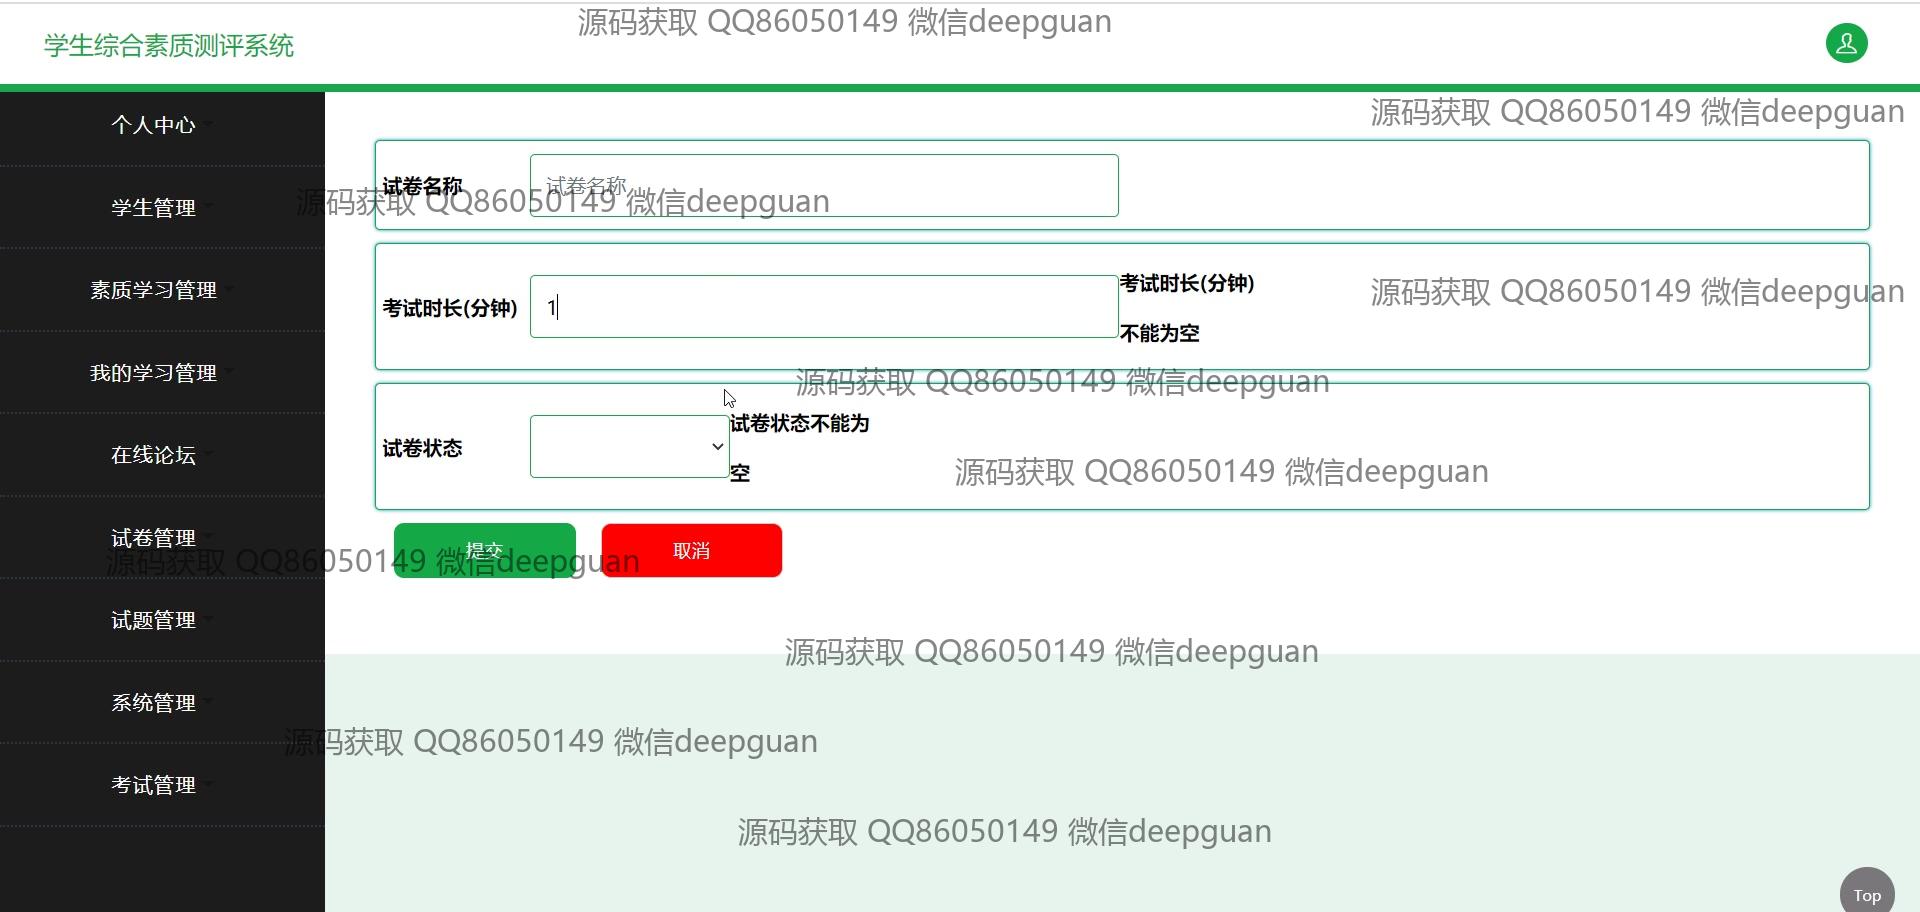 源码获取 QQ86050149 微信deepguan
学生综合素质测评系统
源码获取 QQ86050149 微信deepguan
个人中心
学生管理
素质学习管理
我的学习管理
在线论坛
试卷管理
试题管理
系统管理
考试管理
试卷名称
试卷名称
源码获取 QQ86050149 微信deepguan
考试时长(分钟)
1
考试时长(分钟)
不能为空
源码获取 QQ86050149 微信deepguan
源码获取 QQ86050149 微信deepguan
试卷状态
试卷状态不能为
空
源码获取 QQ86050149 微信deepguan
提交
取消
源码获取 QQ86050149 微信deepguan
源码获取 QQ86050149 微信deepguan
源码获取 QQ86050149 微信deepguan
源码获取 QQ86050149 微信deepguan
Top